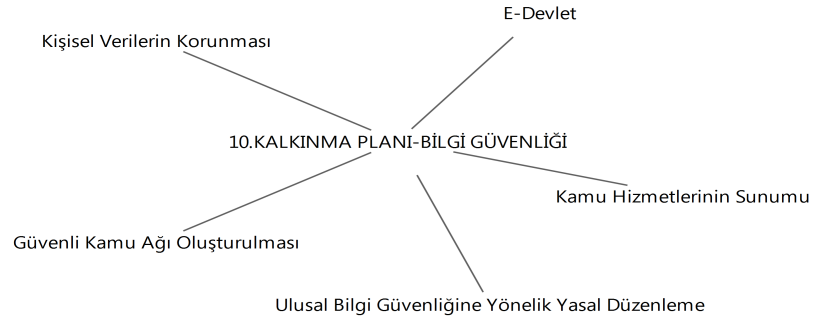 E-Devlet
Kişisel Verilerin Korunması
10.KALKINMA PLANI-BİLGİ GÜVENLİĞİ
Kamu Hizmetlerinin Sunumu
Güvenli Kamu Ağı Oluşturulması
Ulusal Bilgi Güvenliğine Yönelik Yasal Düzenleme